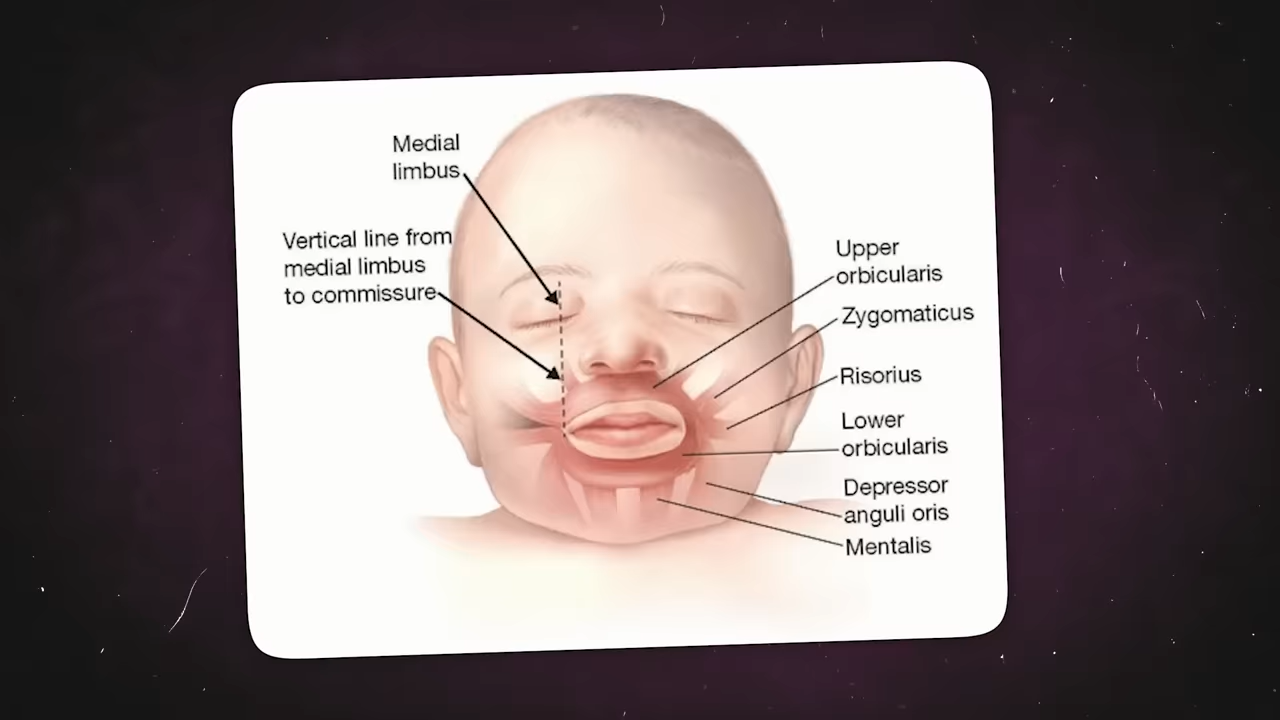 Medial
limbus
Vertical line from
medial limbus
to commissure
Upper
orbicularis
Zygomaticus
Risorius
Lower
orbicularis
Depressor
anguli oris
Mentalis